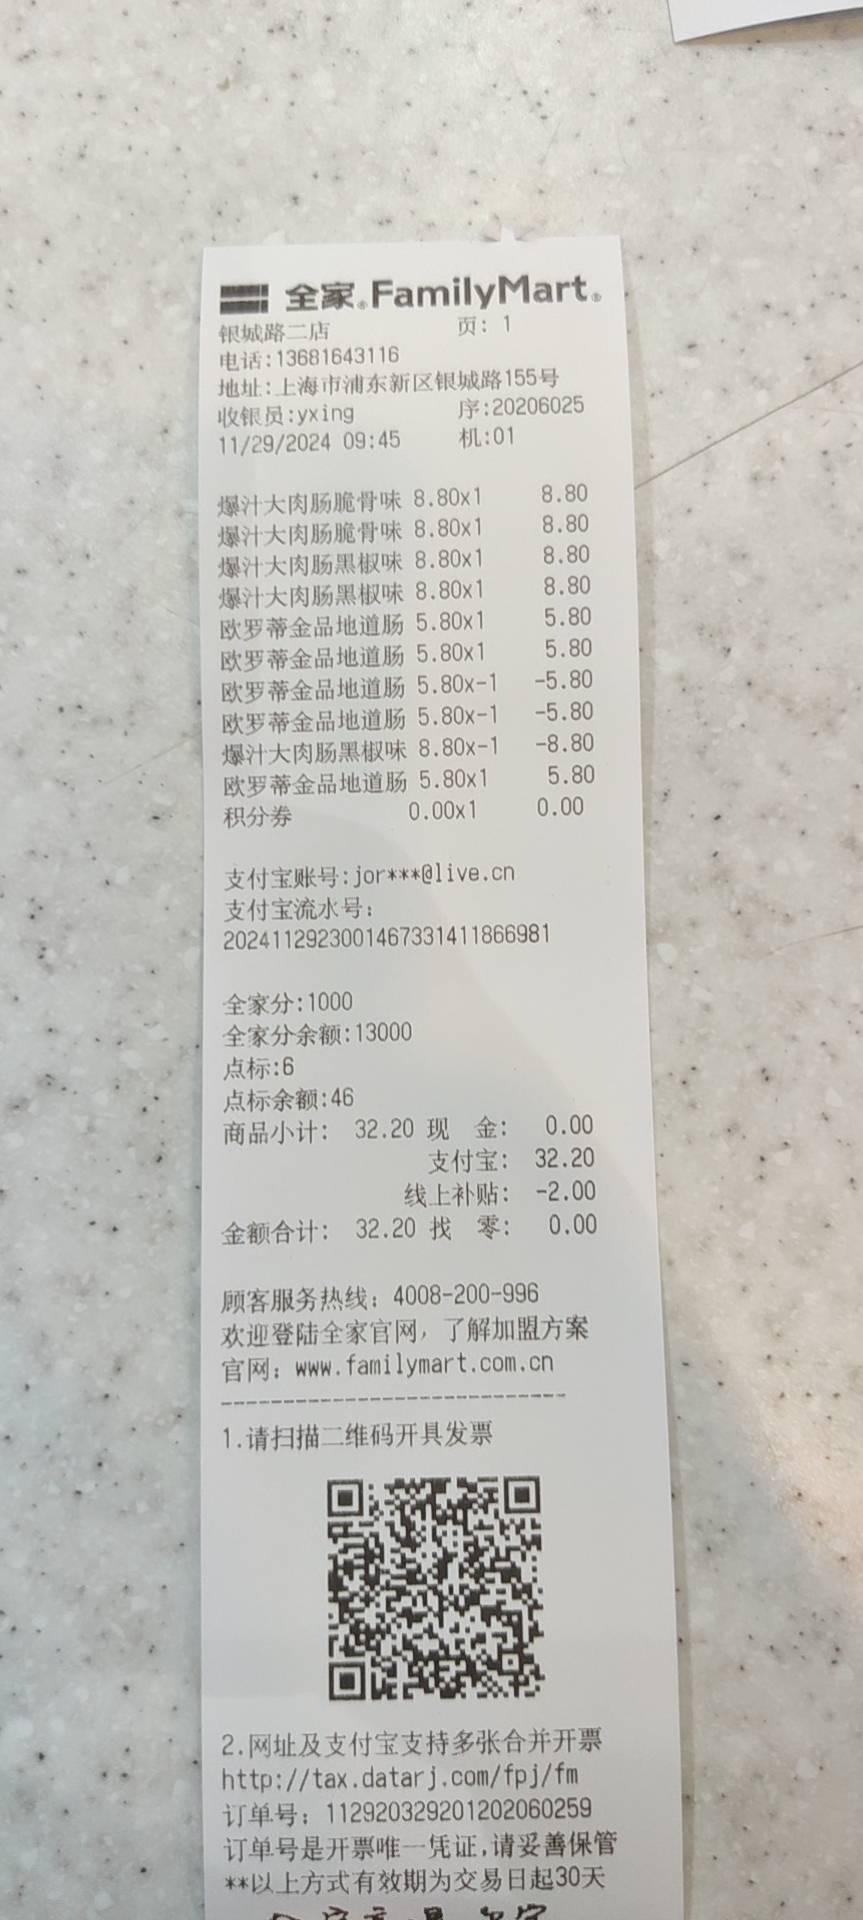 全家 FamilyMart
银城路二店 页: 1
电话:13681643116
地址:上海市浦东新区银城路155号
收银员:yxing 序:20206025
11/29/2024 09:45 机:01
爆汁大肉肠脆骨味 8.80x1 8.80
爆汁大肉肠脆骨味 8.80x1 8.80
爆汁大肉肠黑椒味 8.80x1 8.80
爆汁大肉肠黑椒味 8.80x1 8.80
欧罗蒂金品地道肠 5.80x1 5.80
欧罗蒂金品地道肠 5.80x1 5.80
欧罗蒂金品地道肠 5.80x-1 -5.80
欧罗蒂金品地道肠 5.80x-1 -5.80
爆汁大肉肠黑椒味 8.80x-1 -8.80
欧罗蒂金品地道肠 5.80x1 5.80
积分券 0.00x1 0.00
支付宝账号:jor***@live.cn
支付宝流水号:
2024112923001467331411866981
全家分:1000
全家分余额:13000
点标:6
点标余额:46
商品小计: 32.20 现 金: 0.00
支付宝: 32.20
线上补贴: -2.00
金额合计: 32.20 找 零: 0.00
顾客服务热线: 4008-200-996
欢迎登陆全家官网，了解加盟方案
官网: www.familymart.com.cn
--------------------------
1.请扫描二维码开具发票
2.网址及支付宝支持多张合并开票
http://tax.datarj.com/fpj/fm
订单号: 112920329201202060259
订单号是开票唯一凭证,请妥善保管
**以上方式有效期为交易日起30天